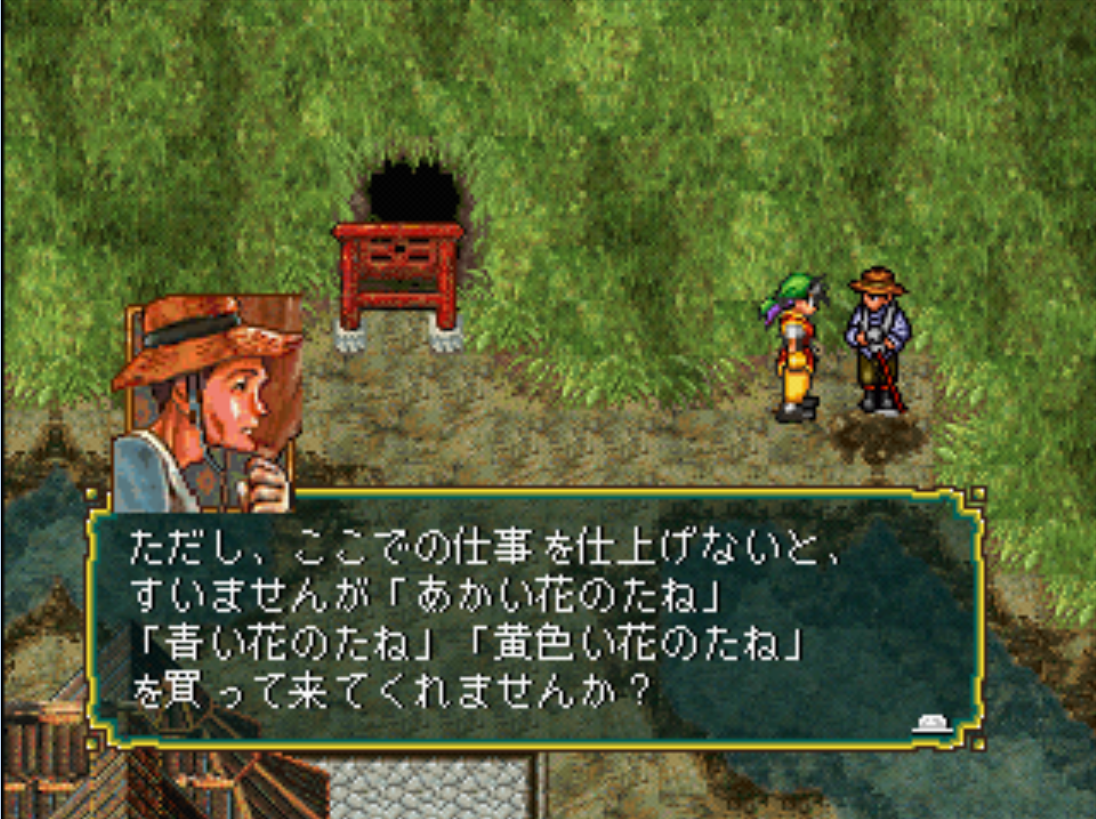 ただし、ここでの仕事を仕上げないと、
すいませんが「あかい花のたね」
「青い花のたね」「黄色い花のたね」
を買って来てくれませんか？